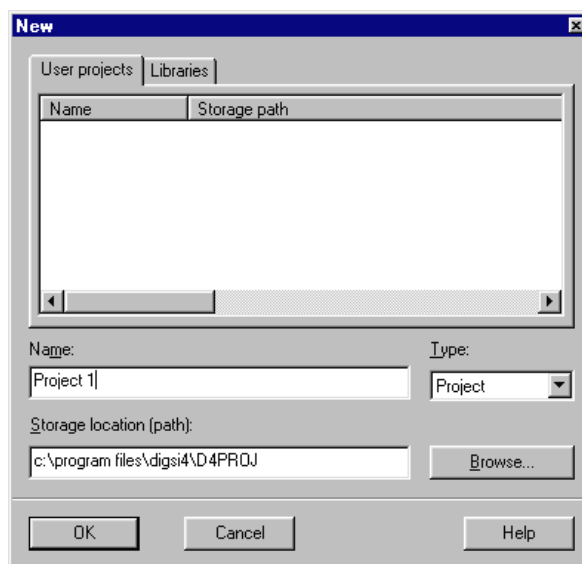 New
User projects Libraries
Name Storage path
Name: Type:
Project 1 Project
Storage location (path):
c:\program files\digsi4\D4PROJ Browse...
OK Cancel Help